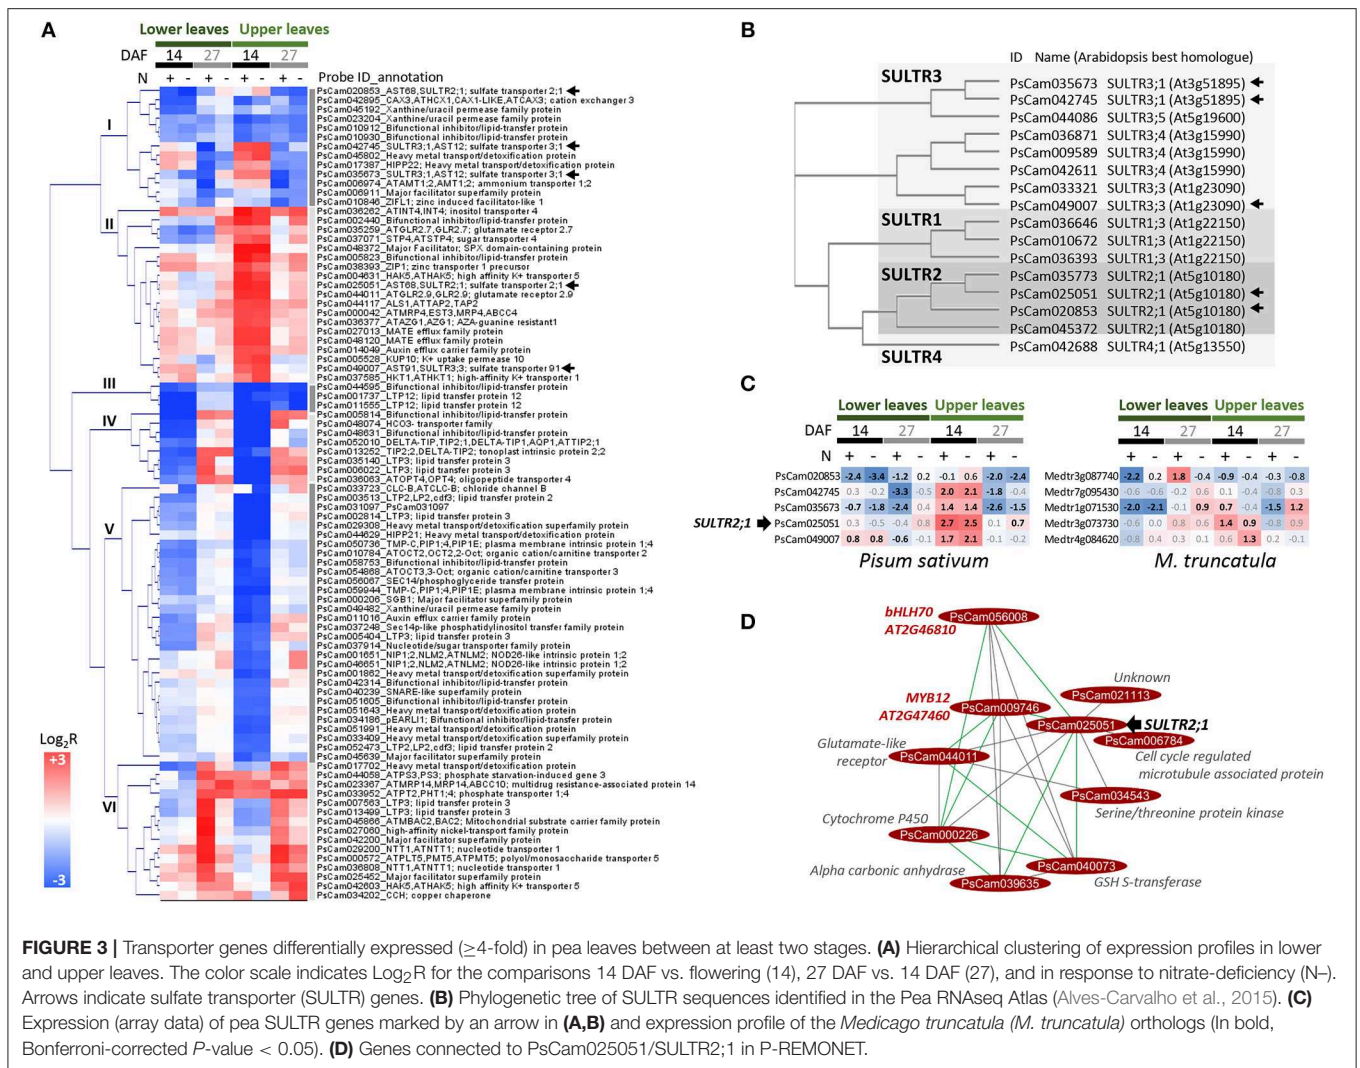 A
Lower leaves Upper leaves
DAF 14 27 14 27
N + - + - + - + - Probe ID_annotation
PsCam020853_AST68,SULTR2;1; sulfate transporter 2;1
PsCam042895_CAX3,ATHCX1,CAX1-LIKE,ATCAX3; cation exchanger 3
PsCam045192_Xanthine/uracil permease family protein
PsCam023204_Xanthine/uracil permease family protein
PsCam010912_Bifunctional inhibitor/lipid-transfer protein
PsCam010930_Bifunctional inhibitor/lipid-transfer protein
I
PsCam042745_SULTR3;1,AST12; sulfate transporter 3;1
PsCam045802_Heavy metal transport/detoxification protein
PsCam017387_HIPP22; Heavy metal transport/detoxification protein
PsCam035673_SULTR3;1,AST12; sulfate transporter 3;1
PsCam006974_ATAMT1;2,AMT1;2; ammonium transporter 1;2
PsCam006911_Major facilitator superfamily protein
PsCam010846_ZIFL1; zinc induced facilitator-like 1
PsCam036262_ATINT4,INT4; inositol transporter 4
II
PsCam002440_Bifunctional inhibitor/lipid-transfer protein
PsCam035259_ATGLR2.7,GLR2.7; glutamate receptor 2.7
PsCam037071_STP4,ATSTP4; sugar transporter 4
PsCam048372_Major Facilitator; SPX domain-containing protein
PsCam005823_Bifunctional inhibitor/lipid-transfer protein
PsCam038393_ZIP1; zinc transporter 1 precursor
PsCam004631_HAK5,ATHAK5; high affinity K+ transporter 5
PsCam025051_AST68,SULTR2;1; sulfate transporter 2;1
PsCam044011_ATGLR2.9,GLR2.9; glutamate receptor 2.9
PsCam044117_ALS1,ATTAP2,TAP2
PsCam000042_ATMRP4,EST3,MRP4,ABCC4
PsCam036377_ATAZG1,AZG1; AZA-guanine resistant1
PsCam027013_MATE efflux family protein
PsCam048120_MATE efflux family protein
PsCam014049_Auxin efflux carrier family protein
PsCam005528_KUP10; K+ uptake permease 10
PsCam049007_AST91,SULTR3;3; sulfate transporter 91
PsCam037585_HKT1,ATHKT1; high-affinity K+ transporter 1
III
PsCam044595_Bifunctional inhibitor/lipid-transfer protein
PsCam001737_LTP12; lipid transfer protein 12
PsCam011555_LTP12; lipid transfer protein 12
IV
PsCam005814_Bifunctional inhibitor/lipid-transfer protein
PsCam048074_HCO3- transporter family
PsCam048631_Bifunctional inhibitor/lipid-transfer protein
PsCam052010_DELTA-TIP,TIP2;1,DELTA-TIP1,AQP1,ATTIP2;1
PsCam013252_TIP2;2,DELTA-TIP2; tonoplast intrinsic protein 2;2
PsCam035140_LTP3; lipid transfer protein 3
PsCam006022_LTP3; lipid transfer protein 3
PsCam036063_ATOPT4,OPT4; oligopeptide transporter 4
PsCam033723_CLC-B,ATCLC-B; chloride channel B
PsCam003513_LTP2,LP2,cdf3; lipid transfer protein 2
PsCam031097_PsCam031097
PsCam002814_LTP3; lipid transfer protein 3
V
PsCam029308_Heavy metal transport/detoxification superfamily protein
PsCam044629_HIPP21; Heavy metal transport/detoxification protein
PsCam050736_TMP-C,PIP1;4,PIP1E; plasma membrane intrinsic protein 1;4
PsCam010784_ATOCT2,OCT2,2-Oct; organic cation/carnitine transporter 2
PsCam058753_Bifunctional inhibitor/lipid-transfer protein
PsCam054868_ATOCT3,3-Oct; organic cation/carnitine transporter 3
PsCam056067_SEC14/phosphoglyceride transfer protein
PsCam059944_TMP-C,PIP1;4,PIP1E; plasma membrane intrinsic protein 1;4
PsCam000206_SGB1; Major facilitator superfamily protein
PsCam049482_Xanthine/uracil permease family protein
PsCam011016_Auxin efflux carrier family protein
PsCam037248_Sec14p-like phosphatidylinositol transfer family protein
PsCam005404_LTP3; lipid transfer protein 3
PsCam037914_Nucleotide/sugar transporter family protein
PsCam001651_NIP1;2,NLM2,ATNLM2; NOD26-like intrinsic protein 1;2
PsCam046651_NIP1;2,NLM2,ATNLM2; NOD26-like intrinsic protein 1;2
PsCam001862_Heavy metal transport/detoxification superfamily protein
PsCam042314_Bifunctional inhibitor/lipid-transfer protein
PsCam040239_SNARE-like superfamily protein
PsCam051605_Bifunctional inhibitor/lipid-transfer protein
PsCam051643_Heavy metal transport/detoxification protein
PsCam034186_pEARLI1; Bifunctional inhibitor/lipid-transfer protein
PsCam051991_Heavy metal transport/detoxification protein
PsCam033409_Heavy metal transport/detoxification superfamily protein
PsCam052473_LTP2,LP2,cdf3; lipid transfer protein 2
PsCam045639_Major facilitator superfamily protein
PsCam017702_Heavy metal transport/detoxification protein
PsCam044058_ATPS3,PS3; phosphate starvation-induced gene 3
PsCam023367_ATMRP14,MRP14,ABCC10; multidrug resistance-associated protein 14
PsCam033952_ATPT2,PHT1;4; phosphate transporter 1;4
VI
PsCam007563_LTP3; lipid transfer protein 3
PsCam013499_LTP3; lipid transfer protein 3
PsCam045866_ATMBAC2,BAC2; Mitochondrial substrate carrier family protein
PsCam027060_high-affinity nickel-transport family protein
PsCam042200_Major facilitator superfamily protein
PsCam029200_NTT1,ATNTT1; nucleotide transporter 1
PsCam000572_ATPLT5,PMT5,ATPMT5; polyol/monosaccharide transporter 5
PsCam036808_NTT1,ATNTT1; nucleotide transporter 1
PsCam025452_Major facilitator superfamily protein
PsCam042603_HAK5,ATHAK5; high affinity K+ transporter 5
PsCam034202_CCH; copper chaperone
Log2R
+3
-3
B
ID Name (Arabidopsis best homologue)
SULTR3
PsCam035673 SULTR3;1 (At3g51895)
PsCam042745 SULTR3;1 (At3g51895)
PsCam044086 SULTR3;5 (At5g19600)
PsCam036871 SULTR3;4 (At3g15990)
PsCam009589 SULTR3;4 (At3g15990)
PsCam042611 SULTR3;4 (At3g15990)
PsCam033321 SULTR3;3 (At1g23090)
PsCam049007 SULTR3;3 (At1g23090)
SULTR1
PsCam036646 SULTR1;3 (At1g22150)
PsCam010672 SULTR1;3 (At1g22150)
PsCam036393 SULTR1;3 (At1g22150)
SULTR2
PsCam035773 SULTR2;1 (At5g10180)
PsCam025051 SULTR2;1 (At5g10180)
PsCam020853 SULTR2;1 (At5g10180)
PsCam045372 SULTR2;1 (At5g10180)
SULTR4
PsCam042688 SULTR4;1 (At5g13550)
C
Lower leaves Upper leaves
DAF 14 27 14 27
N + - + - + - + -
PsCam020853 -2.4 -3.4 -1.2 0.2 -0.1 0.6 -2.0 -2.4
PsCam042745 0.3 -0.2 -3.3 -0.5 2.0 2.1 -1.8 -0.4
PsCam035673 -0.7 -1.8 -2.4 0.4 1.4 1.4 -2.6 -1.5
SULTR2;1 PsCam025051 0.3 -0.5 -0.4 0.8 2.7 2.5 0.1 0.7
PsCam049007 0.8 0.8 -0.6 -0.1 1.7 2.1 -0.1 -0.2
Pisum sativum
Lower leaves Upper leaves
14 27 14 27
+ - + - + - + -
Medtr3g087740 -2.2 0.2 1.8 -0.4 -0.9 -0.4 -0.3 -0.8
Medtr7g095430 -0.6 -0.6 -0.2 0.6 0.1 -0.4 -0.8 0.3
Medtr1g071530 -2.0 -2.1 -0.1 0.9 0.7 -0.4 -1.5 1.2
Medtr3g073730 -0.6 0.0 0.8 0.6 1.4 0.9 -0.8 0.9
Medtr4g084620 -0.8 -0.4 0.4 0.1 0.6 1.3 0.2 -0.1
M. truncatula
D
bHLH70
AT2G46810
PsCam056008
Unknown
PsCam021113
MYB12
AT2G47460
PsCam009746
PsCam025051 SULTR2;1
PsCam006784
Cell cycle regulated
microtubule associated protein
Glutamate-like
receptor
PsCam044011
PsCam034543
Serine/threonine protein kinase
Cytochrome P450
PsCam000226
PsCam040073
GSH S-transferase
Alpha carbonic anhydrase
PsCam039635
FIGURE 3 | Transporter genes differentially expressed (≥4-fold) in pea leaves between at least two stages. (A) Hierarchical clustering of expression profiles in lower
and upper leaves. The color scale indicates Log2R for the comparisons 14 DAF vs. flowering (14), 27 DAF vs. 14 DAF (27), and in response to nitrate-deficiency (N–).
Arrows indicate sulfate transporter (SULTR) genes. (B) Phylogenetic tree of SULTR sequences identified in the Pea RNAseq Atlas (Alves-Carvalho et al., 2015). (C)
Expression (array data) of pea SULTR genes marked by an arrow in (A,B) and expression profile of the Medicago truncatula (M. truncatula) orthologs (In bold,
Bonferroni-corrected P-value < 0.05). (D) Genes connected to PsCam025051/SULTR2;1 in P-REMONET.